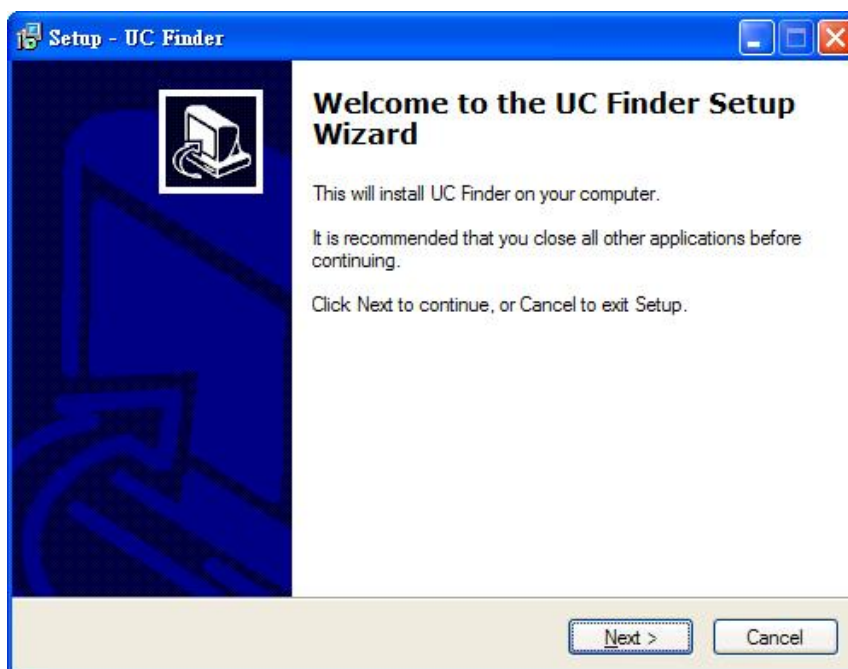 Setup - UC Finder
Welcome to the UC Finder Setup
Wizard
This will install UC Finder on your computer.
It is recommended that you close all other applications before
continuing.
Click Next to continue, or Cancel to exit Setup.
Next >
Cancel